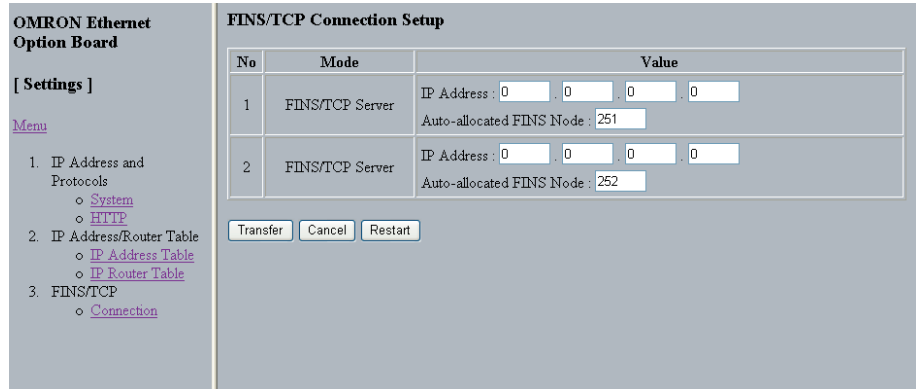 OMRON Ethernet
Option Board
[ Settings ]
Menu
1. IP Address and
Protocols
o System
o HTTP
2. IP Address/Router Table
o IP Address Table
o IP Router Table
3. FINS/TCP
o Connection
FINS/TCP Connection Setup
No Mode Value
1 FINS/TCP Server IP Address : 0 . 0 . 0 . 0
Auto-allocated FINS Node : 251
2 FINS/TCP Server IP Address : 0 . 0 . 0 . 0
Auto-allocated FINS Node : 252
Transfer Cancel Restart